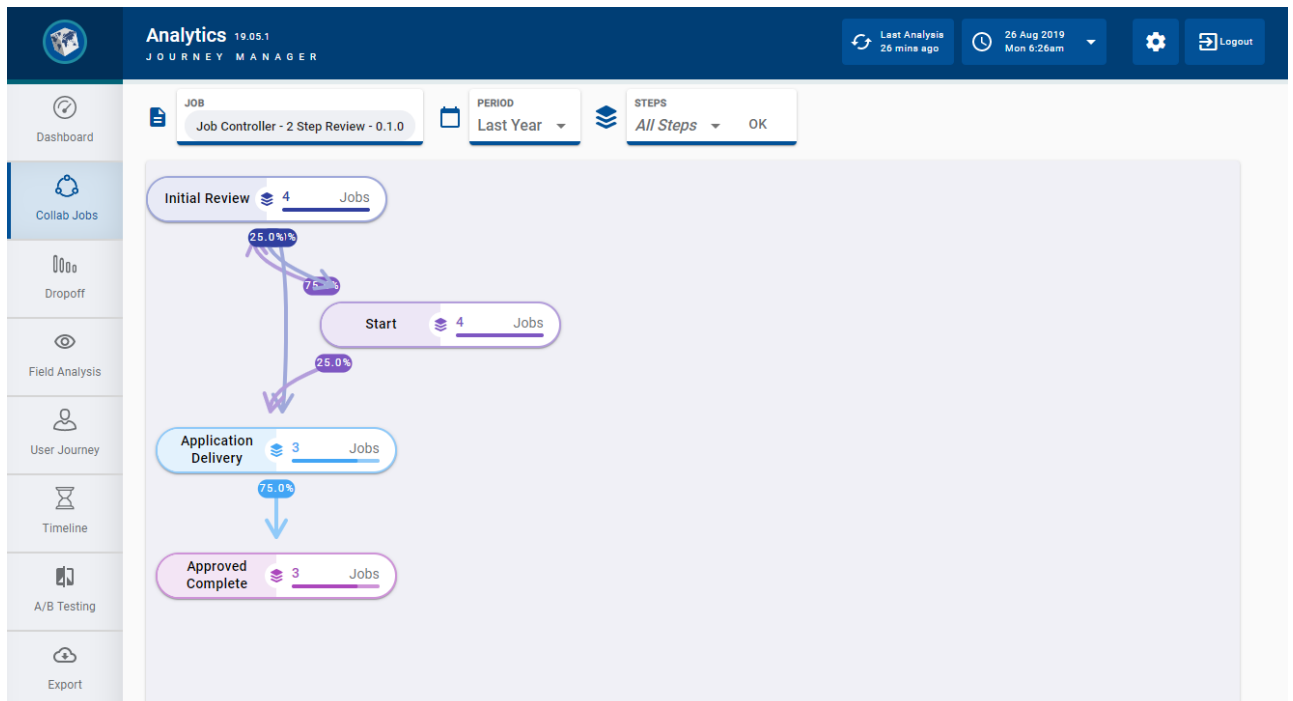 Analytics 19.05.1
JOURNEY MANAGER
Last Analysis
26 mins ago
26 Aug 2019
Mon 6:26am
Logout
Dashboard
Collab Jobs
Dropoff
Field Analysis
User Journey
Timeline
A/B Testing
Export
JOB
Job Controller - 2 Step Review - 0.1.0
PERIOD
Last Year
STEPS
All Steps
OK
Initial Review 4 Jobs
25.0%
Start 4 Jobs
25.0%
Application
Delivery
3 Jobs
75.0%
Approved
Complete
3 Jobs